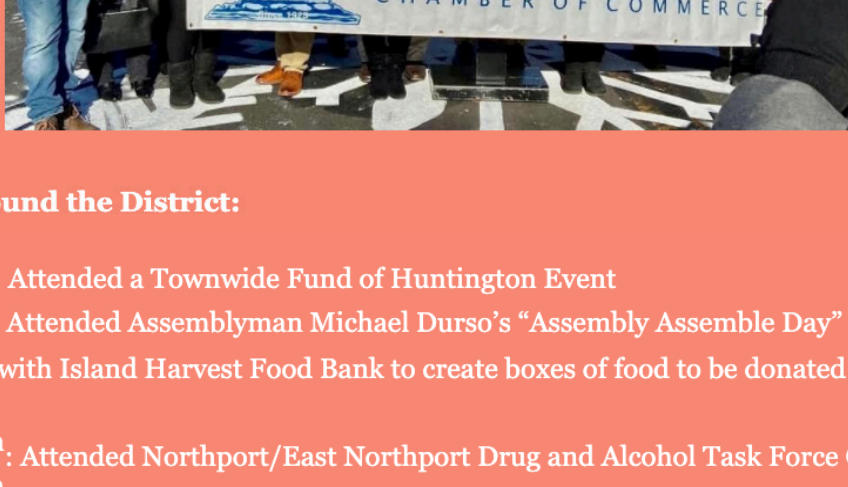 since 1925
CHAMBER OF COMMERCE
und the District:
Attended a Townwide Fund of Huntington Event
Attended Assemblyman Michael Durso’s “Assembly Assemble Day”
with Island Harvest Food Bank to create boxes of food to be donated
: Attended Northport/East Northport Drug and Alcohol Task Force